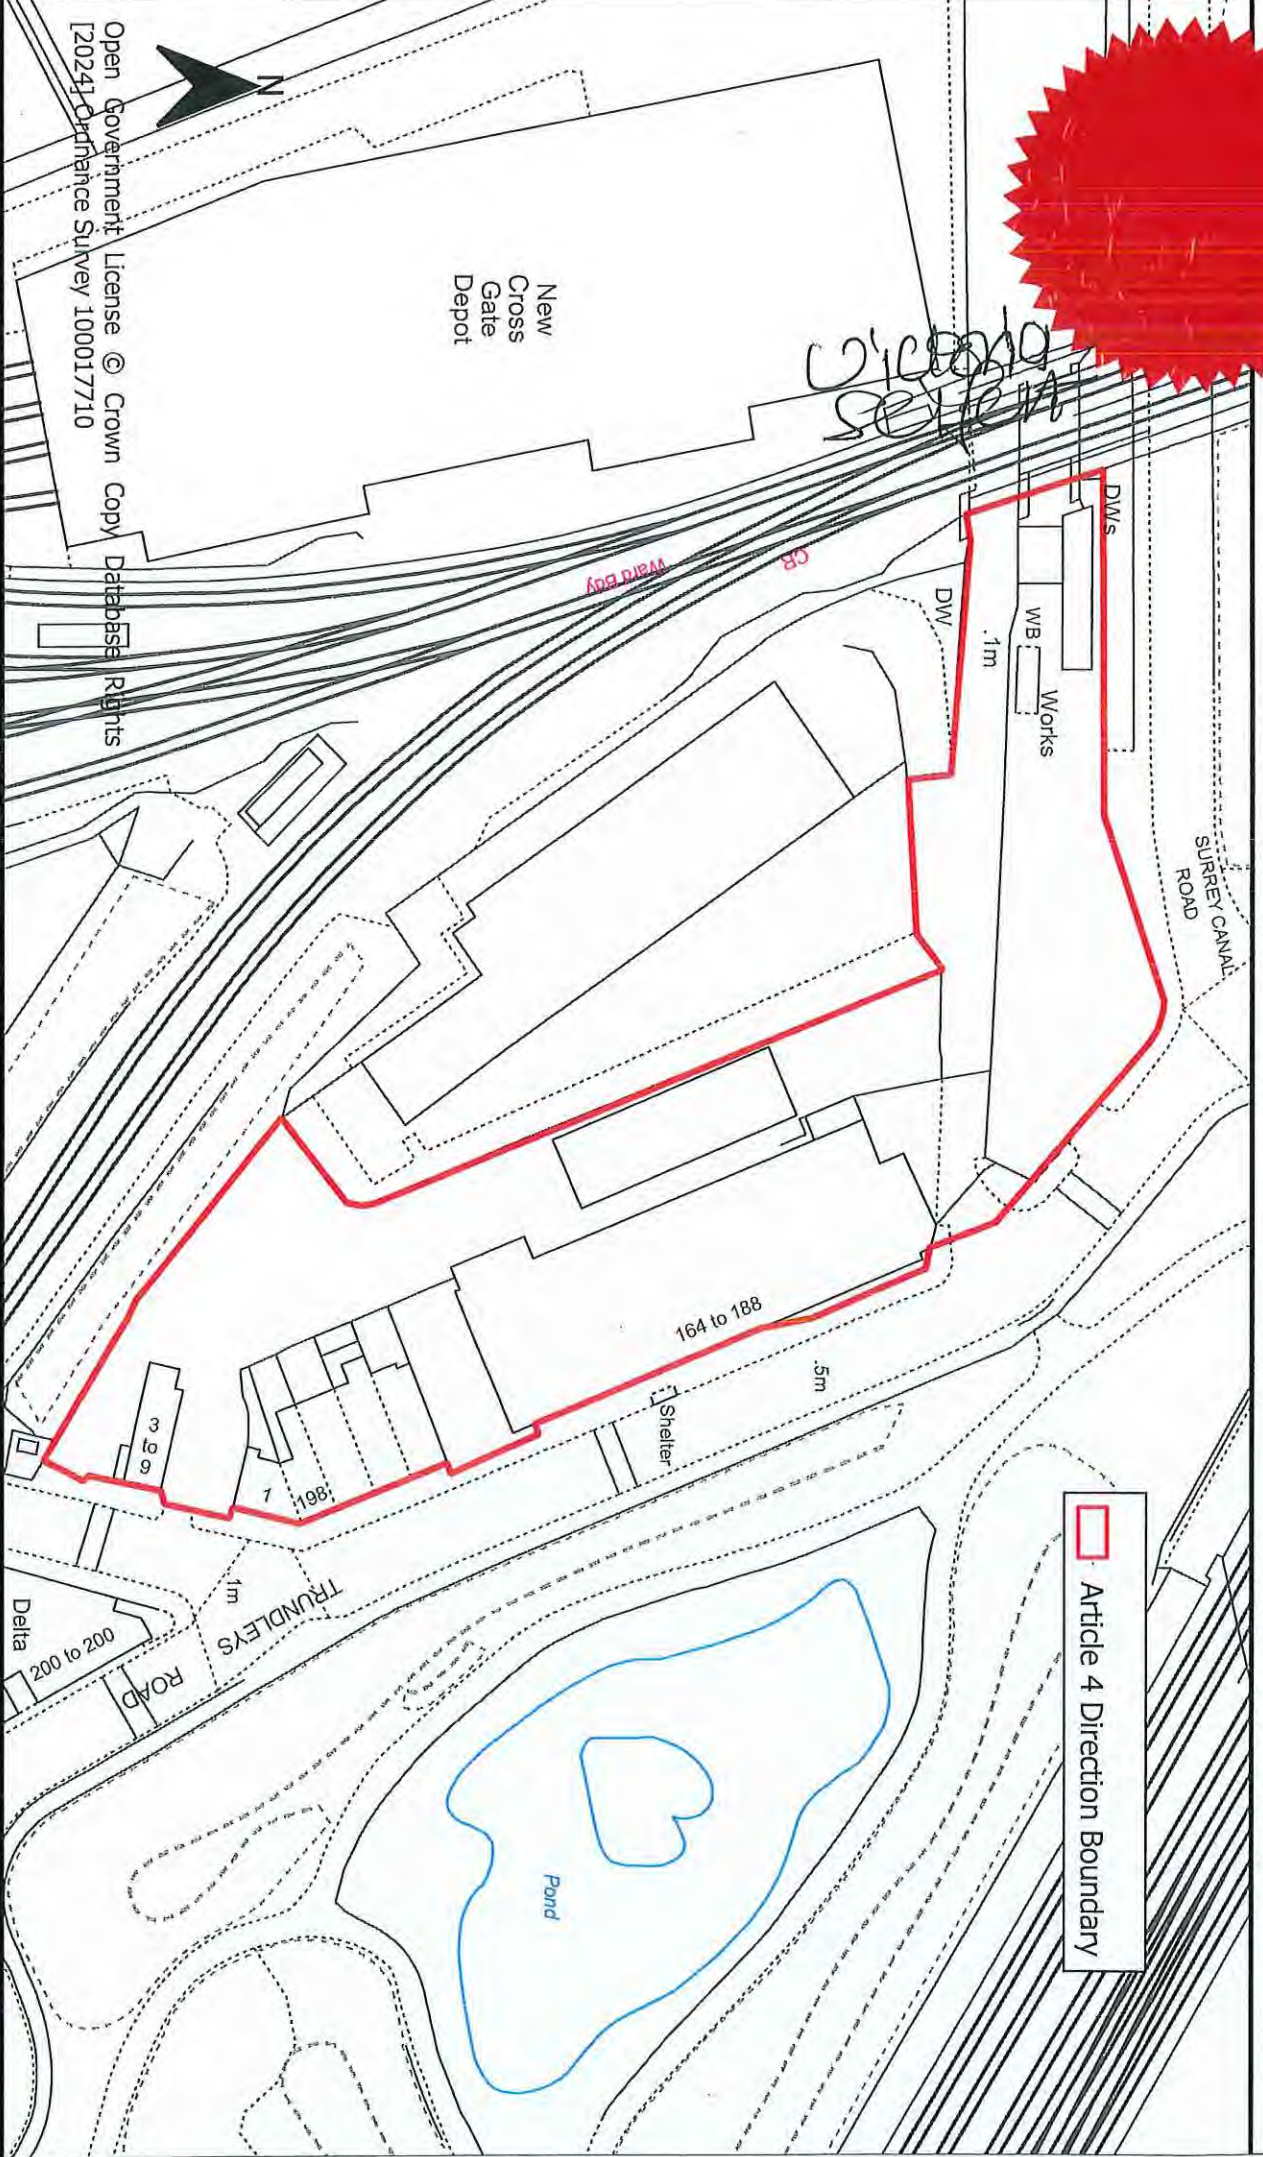 SURREY CANAL
ROAD
DWs
WB
Works
.1m
DW
CB
Ward Bdy
New
Cross
Gate
Depot
N
Article 4 Direction Boundary
164 to 188
.5m
Shelter
Pond
198
1
3
to
9
1m
TRUNDLEYS
ROAD
200 to 200
Delta
Open Government License © Crown Copy Database Rights
[2024] Ordnance Survey 100017710